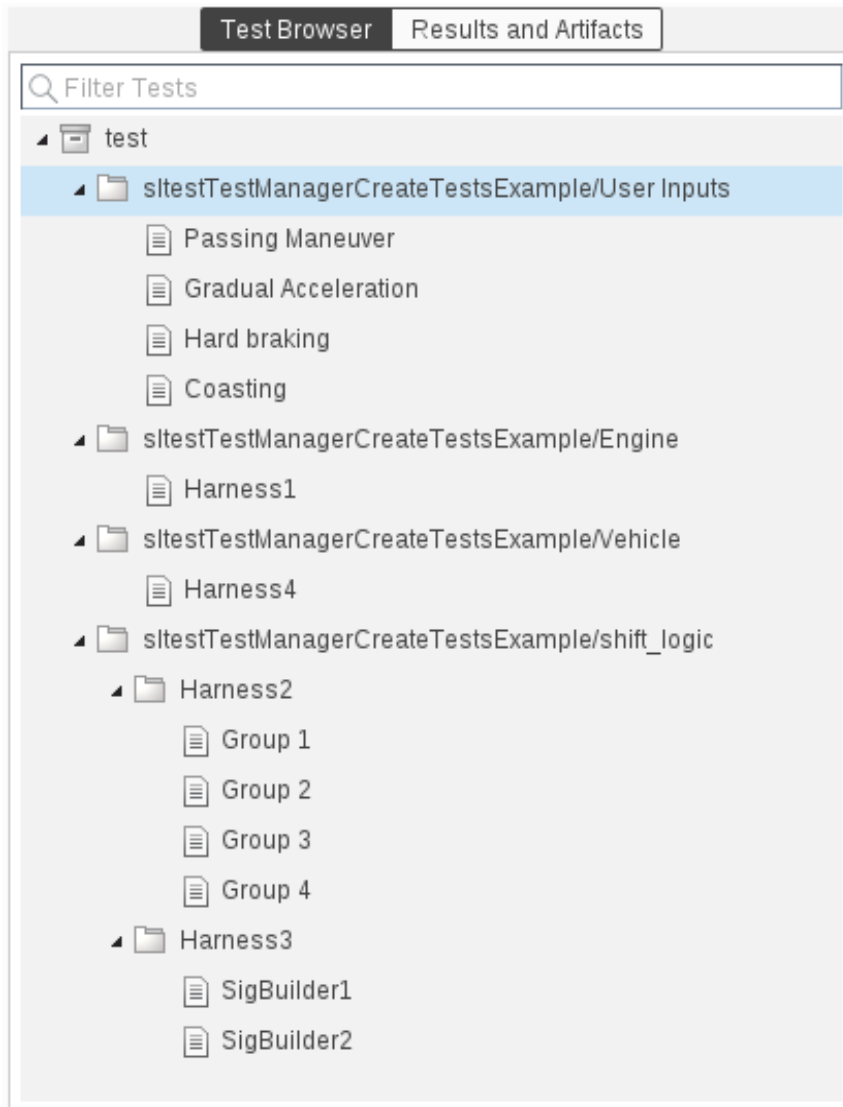 Test Browser Results and Artifacts
Filter Tests
test
sltestTestManagerCreateTestsExample/User Inputs
Passing Maneuver
Gradual Acceleration
Hard braking
Coasting
sltestTestManagerCreateTestsExample/Engine
Harness1
sltestTestManagerCreateTestsExample/Vehicle
Harness4
sltestTestManagerCreateTestsExample/shift_logic
Harness2
Group 1
Group 2
Group 3
Group 4
Harness3
SigBuilder1
SigBuilder2